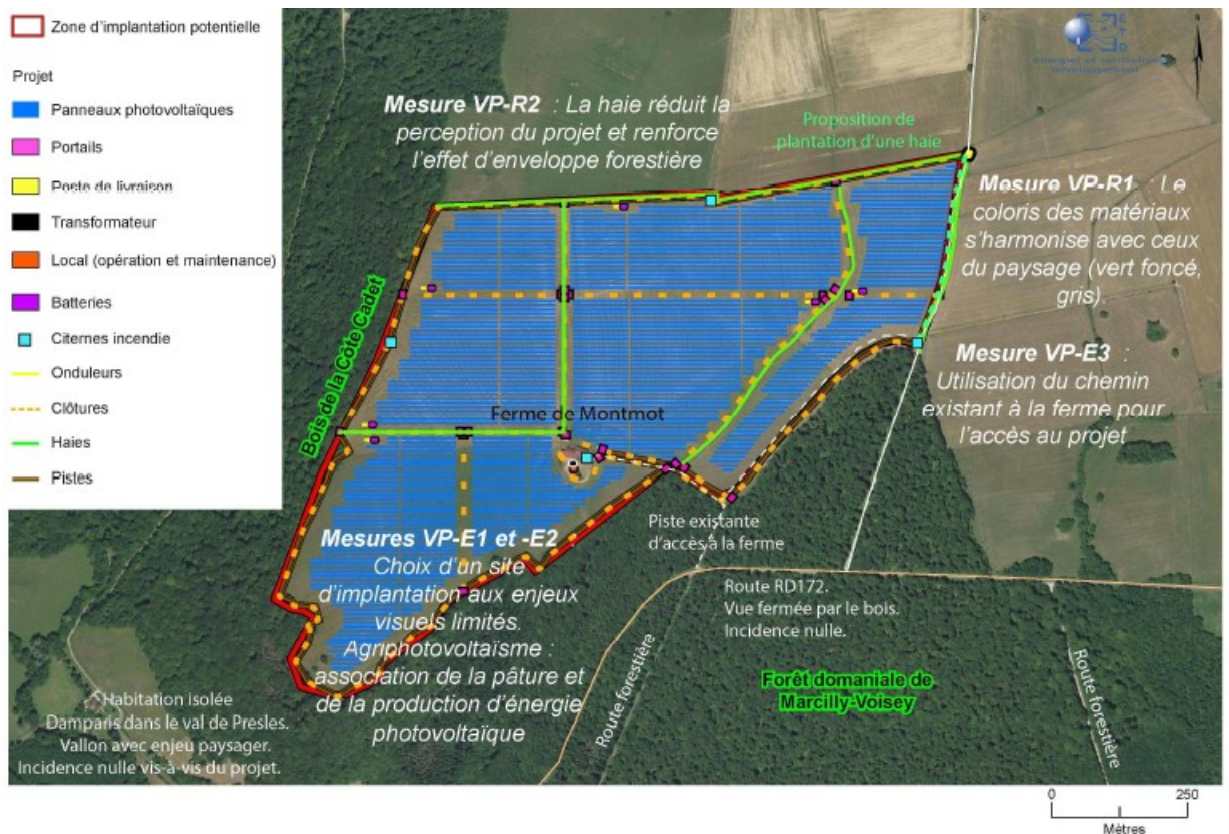 Zone d'implantation potentielle
Projet
Panneaux photovoltaïques
Portails
Poste de livraison
Transformateur
Local (opération et maintenance)
Batteries
Citernes incendie
Onduleurs
Clôtures
Haies
Pistes
énergies et territoires
développement
Mesure VP-R2 : La haie réduit la
perception du projet et renforce
l'effet d'enveloppe forestière
Proposition de
plantation d'une haie
Mesure VP-R1 : Le
coloris des matériaux
s'harmonise avec ceux
du paysage (vert foncé,
gris).
Mesure VP-E3 :
Utilisation du chemin
existant à la ferme pour
l'accès au projet
Bois de la Côte Cadet
Ferme de Montmot
Mesures VP-E1 et -E2
Choix d'un site
d'implantation aux enjeux
visuels limités.
Agriphotovoltaïsme :
association de la pâture et
de la production d'énergie
photovoltaïque
Piste existante
d'accès à la ferme
Route RD172.
Vue fermée par le bois.
Incidence nulle.
Forêt domaniale de
Marcilly-Voisey
Route forestière
Route forestière
Habitation isolée
Damparis dans le val de Presles.
Vallon avec enjeu paysager.
Incidence nulle vis-à-vis du projet.
0 250
Mètres